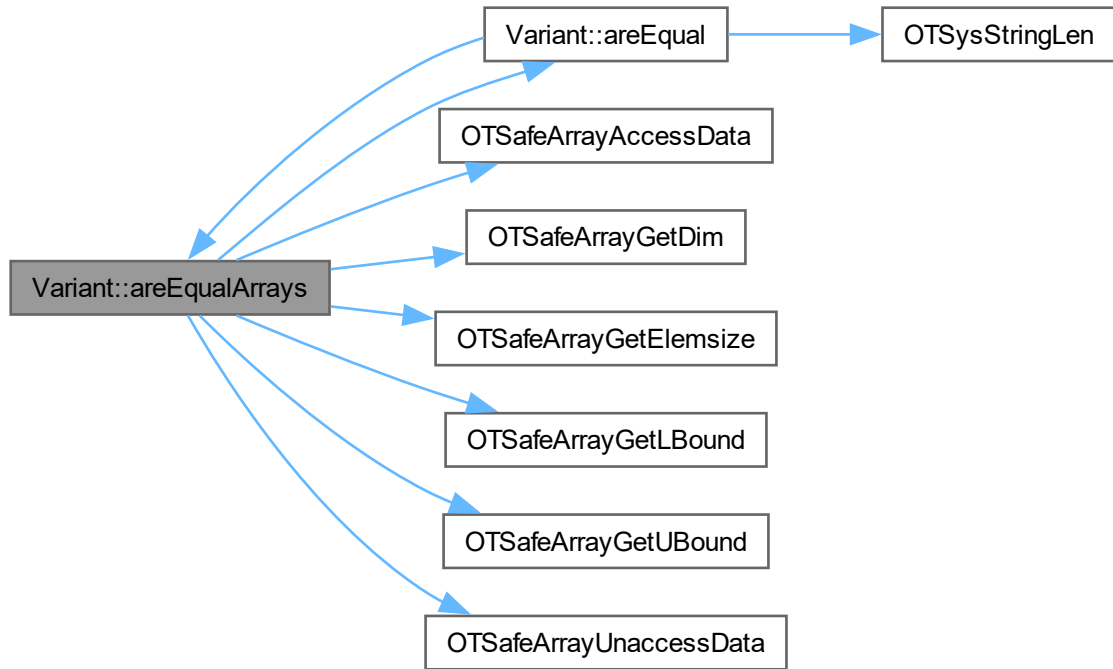 Variant::areEqual
OTSysStringLen
OTSafeArrayAccessData
OTSafeArrayGetDim
Variant::areEqualArrays
OTSafeArrayGetElemsize
OTSafeArrayGetLBound
OTSafeArrayGetUBound
OTSafeArrayUnaccessData